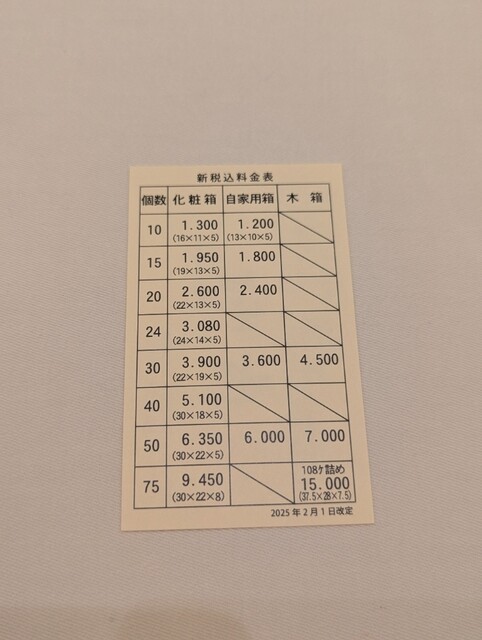 新税込料金表
個数 化粧箱 自家用箱 木箱
10 1.300 1.200
(16×11×5) (13×10×5)
15 1.950 1.800
(19×13×5)
20 2.600 2.400
(22×13×5)
24 3.080
(24×14×5)
30 3.900 3.600 4.500
(22×19×5)
40 5.100
(30×18×5)
50 6.350 6.000 7.000
(30×22×5)
108ケ詰め
75 9.450 15.000
(30×22×8) (37.5×28×7.5)
2025年2月1日改定